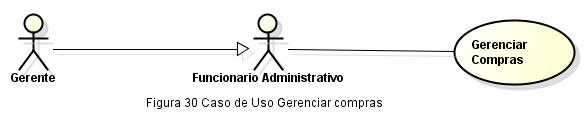 Gerenciar
Compras
Gerente
Funcionario Administrativo
Figura 30 Caso de Uso Gerenciar compras